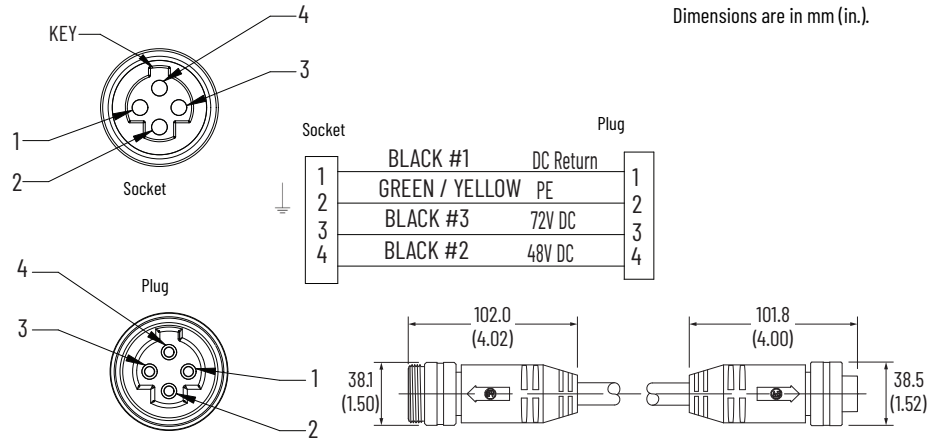 Dimensions are in mm (in.).
KEY
4
3
1
2
Socket
Socket
Plug
1 BLACK #1 DC Return 1
2 GREEN / YELLOW PE 2
3 BLACK #3 72V DC 3
4 BLACK #2 48V DC 4
Plug
4
3
1
2
102.0
(4.02)
101.8
(4.00)
38.1
(1.50)
38.5
(1.52)